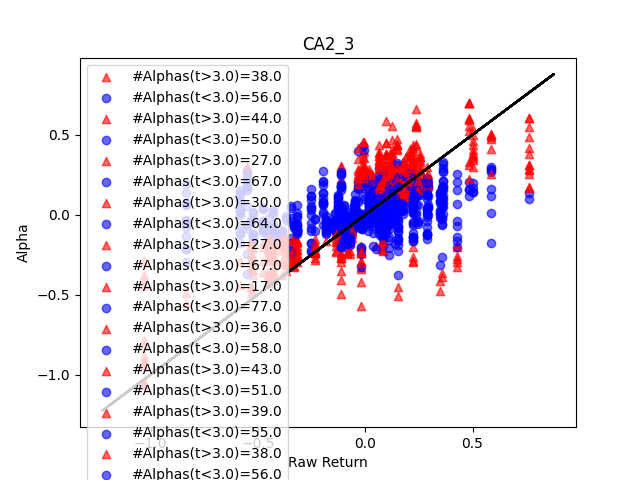 CA2_3
#Alphas(t>3.0)=38.0
#Alphas(t<3.0)=56.0
#Alphas(t>3.0)=44.0
#Alphas(t<3.0)=50.0
#Alphas(t>3.0)=27.0
#Alphas(t<3.0)=67.0
#Alphas(t>3.0)=30.0
#Alphas(t<3.0)=64.0
#Alphas(t>3.0)=27.0
#Alphas(t<3.0)=67.0
#Alphas(t>3.0)=17.0
#Alphas(t<3.0)=77.0
#Alphas(t>3.0)=36.0
#Alphas(t<3.0)=58.0
#Alphas(t>3.0)=43.0
#Alphas(t<3.0)=51.0
#Alphas(t>3.0)=39.0
#Alphas(t<3.0)=55.0
#Alphas(t>3.0)=38.0
#Alphas(t<3.0)=56.0
Alpha
0.5
0.0
−0.5
−1.0
−1.0 −0.5 0.0 0.5
Raw Return